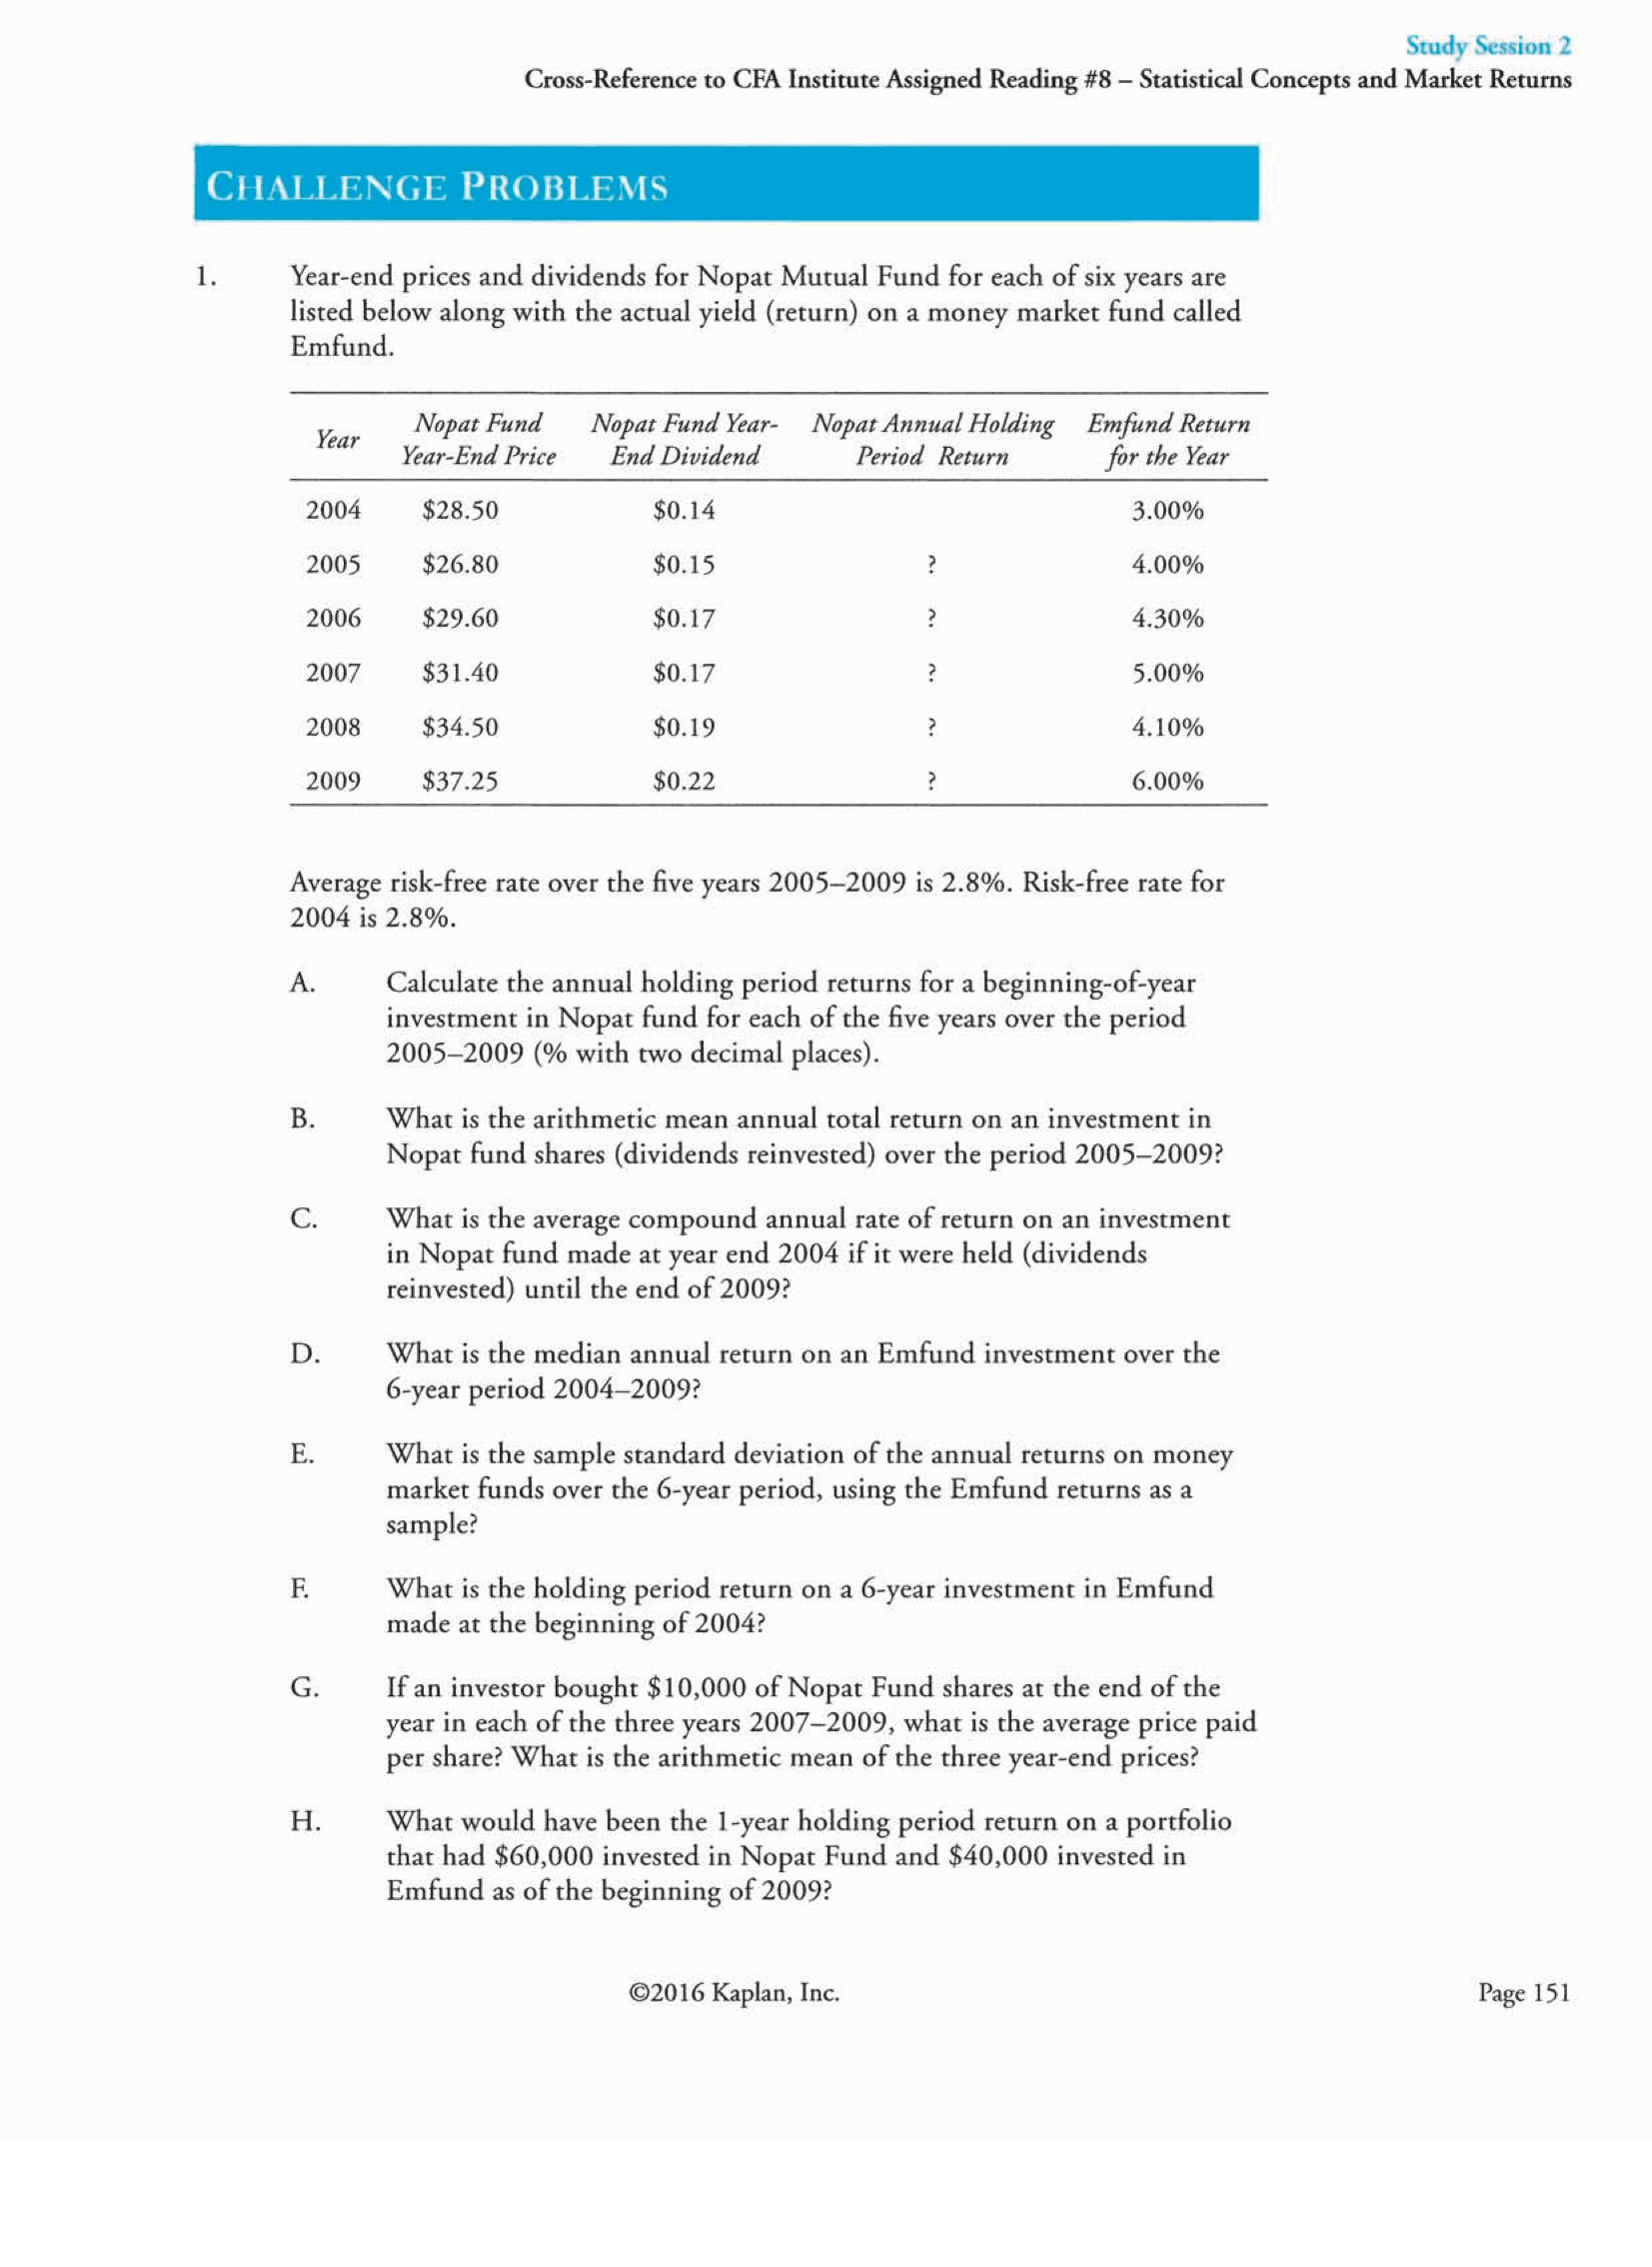 Study Session 2
Cross-Reference to CFA Institute Assigned Reading #8 – Statistical Concepts and Market Returns
CHALLENGE PROBLEMS
1. Year-end prices and dividends for Nopat Mutual Fund for each of six years are
listed below along with the actual yield (return) on a money market fund called
Emfund.
Year Nopat Fund Year-End Price Nopat Fund Year-End Dividend Nopat Annual Holding Period Return Emfund Return for the Year
2004 $28.50 $0.14 3.00%
2005 $26.80 $0.15 ? 4.00%
2006 $29.60 $0.17 ? 4.30%
2007 $31.40 $0.17 ? 5.00%
2008 $34.50 $0.19 ? 4.10%
2009 $37.25 $0.22 ? 6.00%
Average risk-free rate over the five years 2005–2009 is 2.8%. Risk-free rate for
2004 is 2.8%.
A. Calculate the annual holding period returns for a beginning-of-year
investment in Nopat fund for each of the five years over the period
2005–2009 (% with two decimal places).
B. What is the arithmetic mean annual total return on an investment in
Nopat fund shares (dividends reinvested) over the period 2005–2009?
C. What is the average compound annual rate of return on an investment
in Nopat fund made at year end 2004 if it were held (dividends
reinvested) until the end of 2009?
D. What is the median annual return on an Emfund investment over the
6-year period 2004–2009?
E. What is the sample standard deviation of the annual returns on money
market funds over the 6-year period, using the Emfund returns as a
sample?
F. What is the holding period return on a 6-year investment in Emfund
made at the beginning of 2004?
G. If an investor bought $10,000 of Nopat Fund shares at the end of the
year in each of the three years 2007–2009, what is the average price paid
per share? What is the arithmetic mean of the three year-end prices?
H. What would have been the 1-year holding period return on a portfolio
that had $60,000 invested in Nopat Fund and $40,000 invested in
Emfund as of the beginning of 2009?
©2016 Kaplan, Inc. Page 151